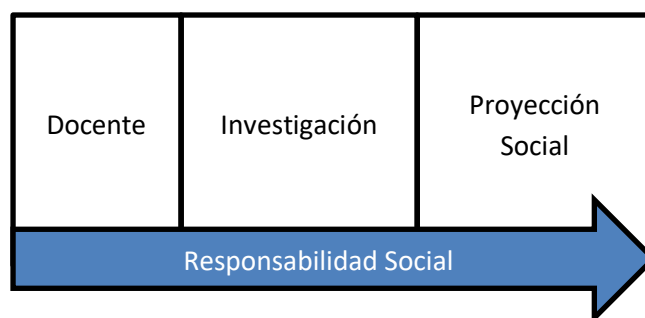 Docente
Investigación
Proyección
Social
Responsabilidad Social